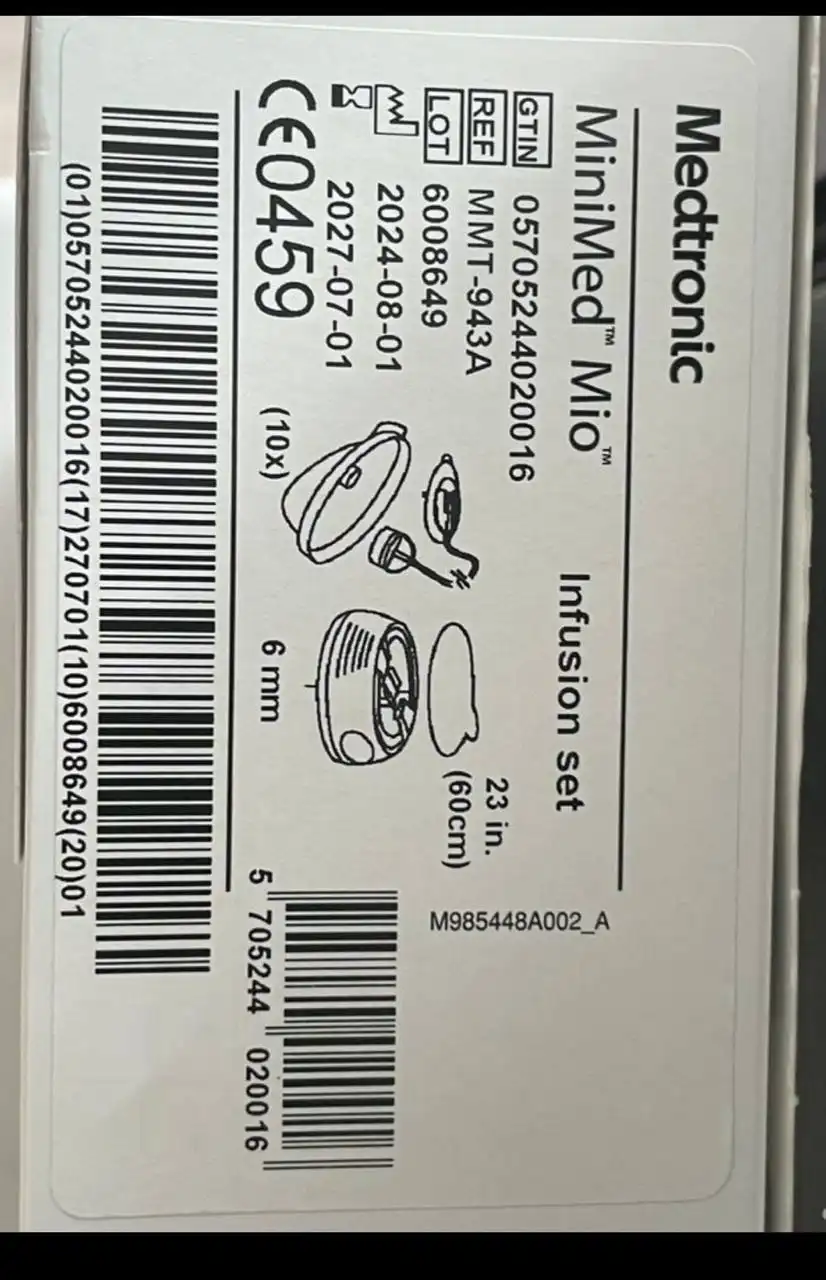 Medtronic
MiniMed™ Mio™ Infusion set
GTIN 05705244020016
REF MMT-943A
LOT 6008649
2024-08-01
2027-07-01
CE0459
23 in.
(60cm)
(10x)
6 mm
M985448A002_A
(01)05705244020016(17)270701(10)6008649(20)01
5 705244 020016